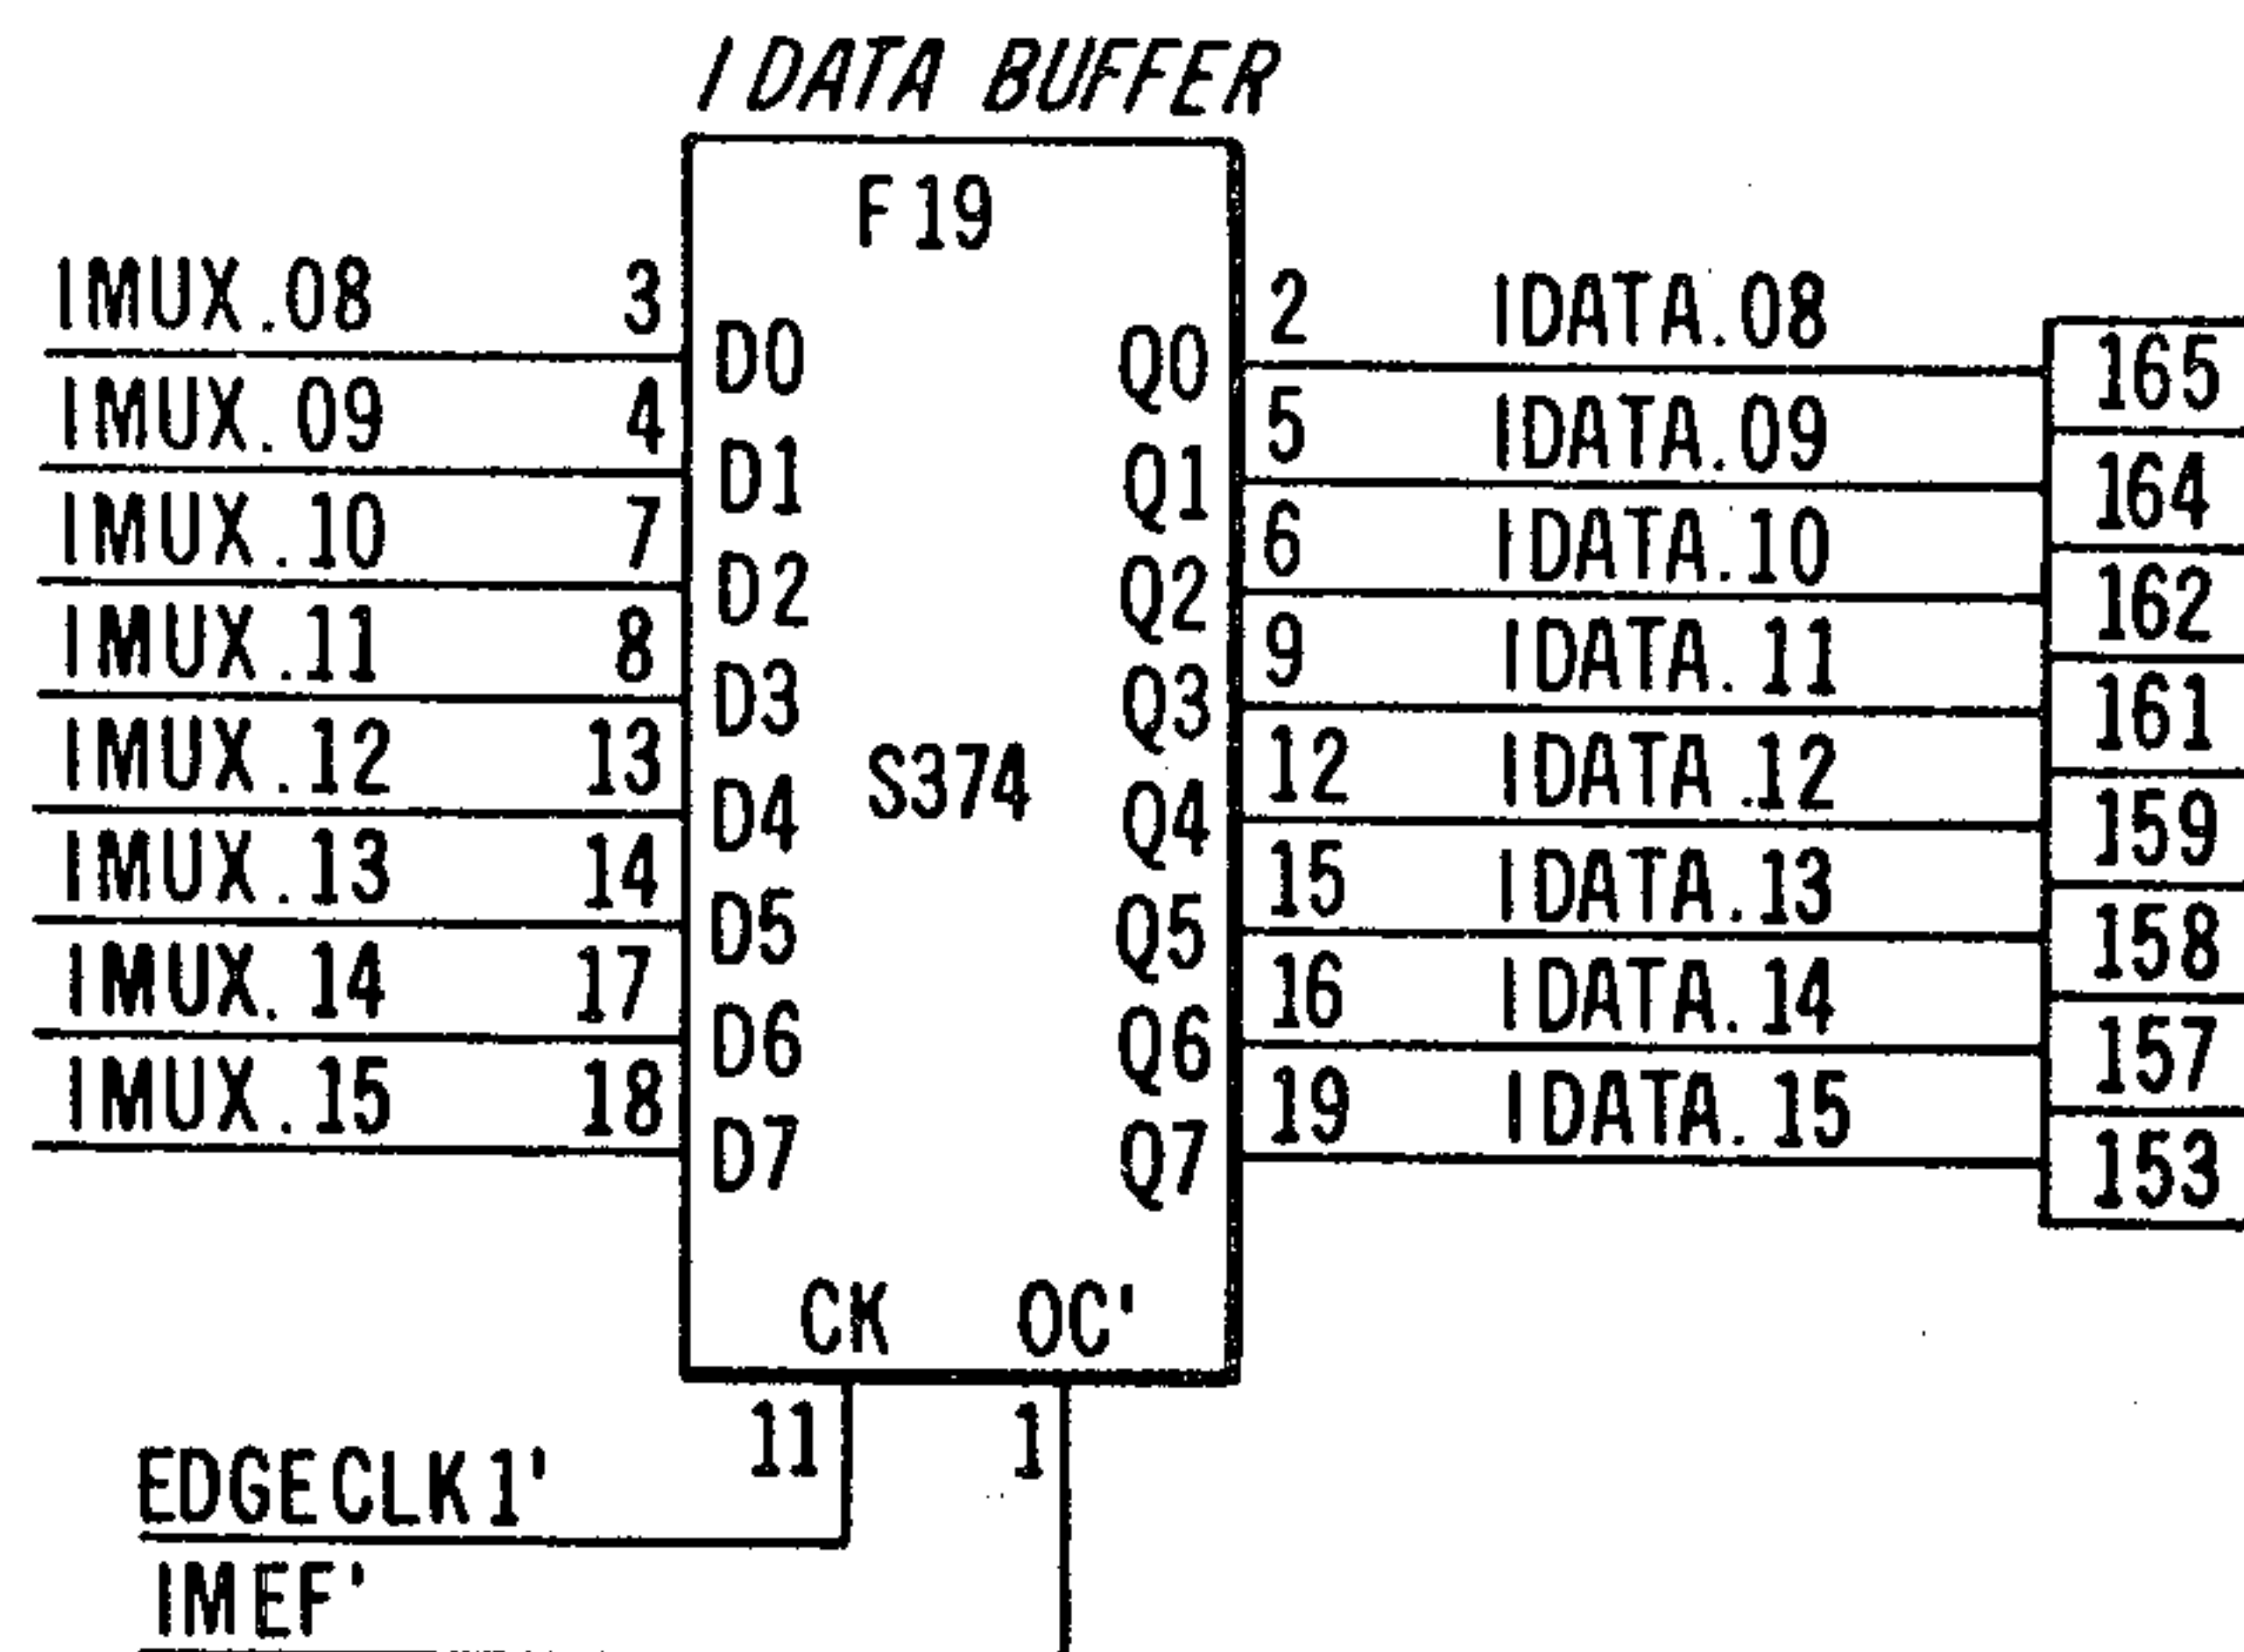 I DATA BUFFER
F19
IMUX.08 3 D0 Q0 2 IDATA.08 165
IMUX.09 4 D1 Q1 5 IDATA.09 164
IMUX.10 7 D2 Q2 6 IDATA.10 162
IMUX.11 8 D3 Q3 9 IDATA.11 161
S374
IMUX.12 13 D4 Q4 12 IDATA.12 159
IMUX.13 14 D5 Q5 15 IDATA.13 158
IMUX.14 17 D6 Q6 16 IDATA.14 157
IMUX.15 18 D7 Q7 19 IDATA.15 153
CK OC'
11 1
EDGECLK1'
IMEF'